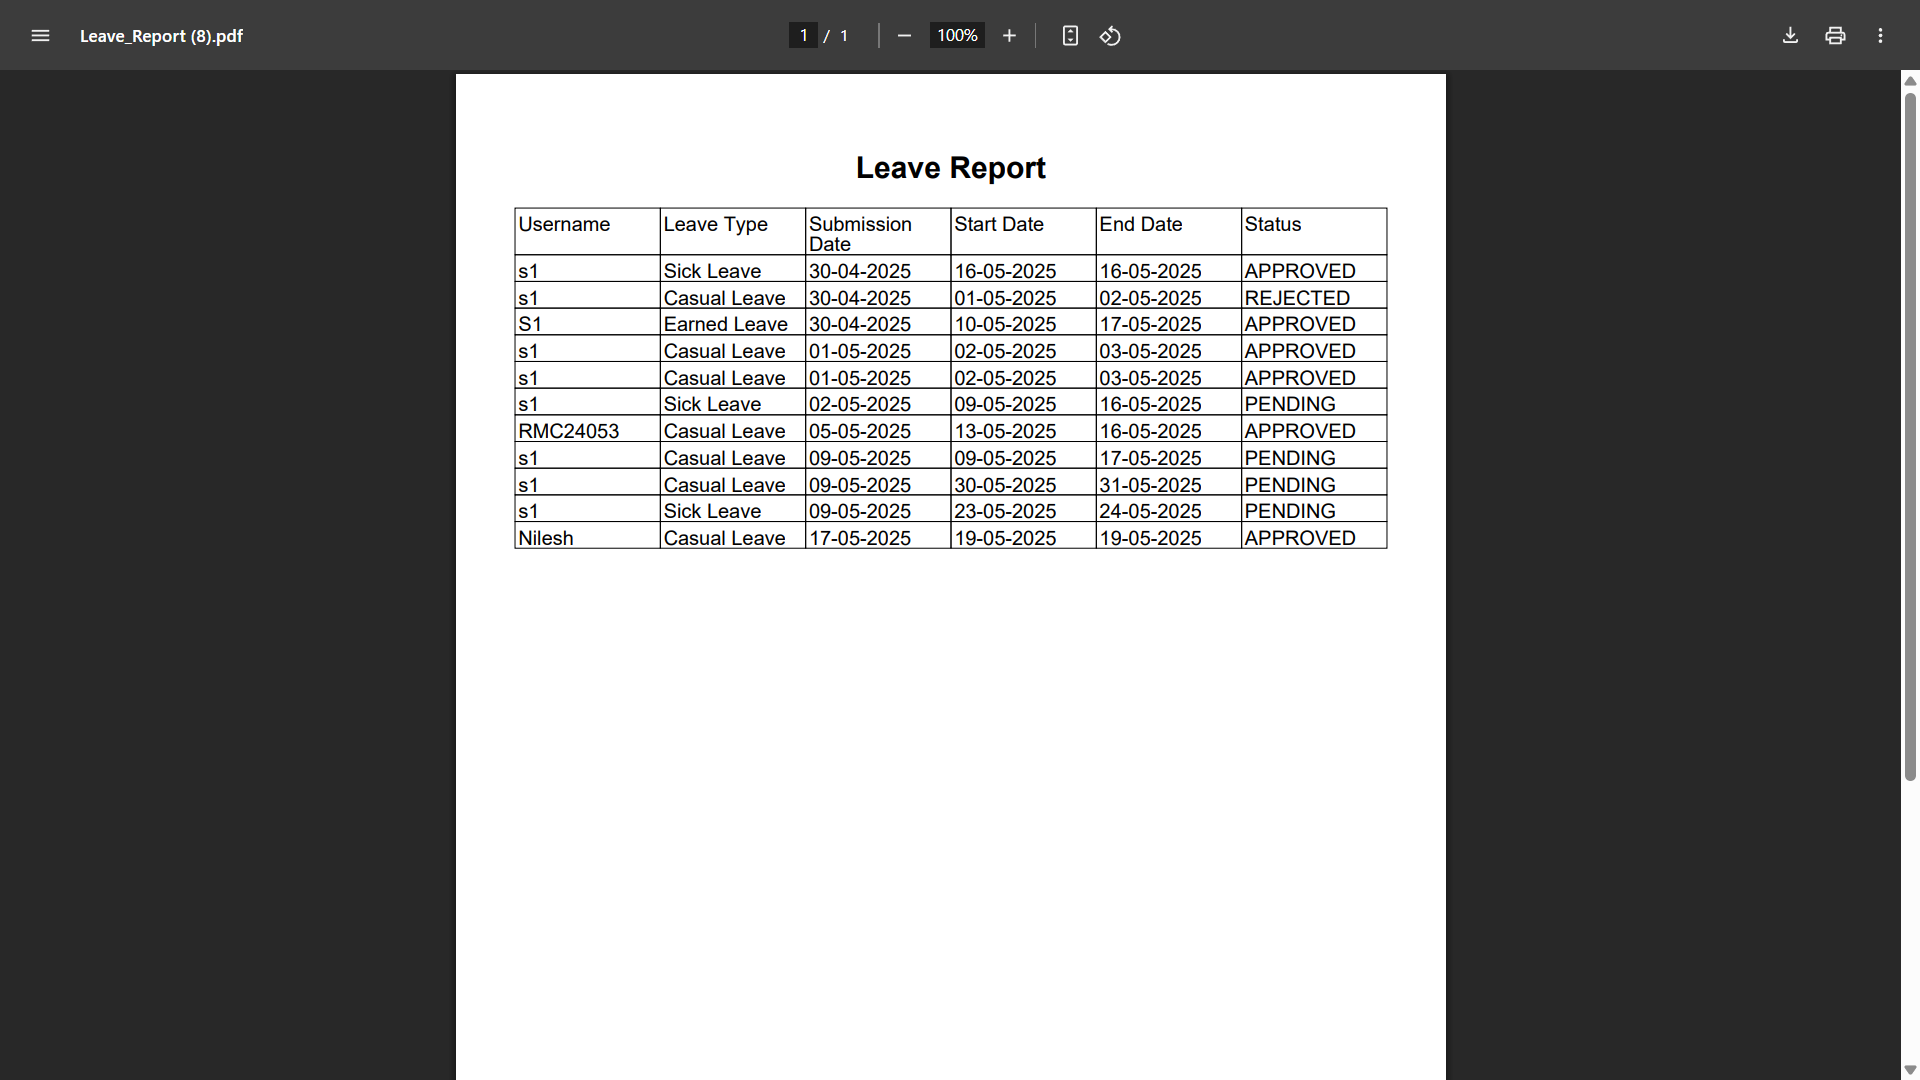 Leave_Report (8).pdf
1 / 1
100%
Leave Report
Username Leave Type Submission Date Start Date End Date Status
s1 Sick Leave 30-04-2025 16-05-2025 16-05-2025 APPROVED
s1 Casual Leave 30-04-2025 01-05-2025 02-05-2025 REJECTED
S1 Earned Leave 30-04-2025 10-05-2025 17-05-2025 APPROVED
s1 Casual Leave 01-05-2025 02-05-2025 03-05-2025 APPROVED
s1 Casual Leave 01-05-2025 02-05-2025 03-05-2025 APPROVED
s1 Sick Leave 02-05-2025 09-05-2025 16-05-2025 PENDING
RMC24053 Casual Leave 05-05-2025 13-05-2025 16-05-2025 APPROVED
s1 Casual Leave 09-05-2025 09-05-2025 17-05-2025 PENDING
s1 Casual Leave 09-05-2025 30-05-2025 31-05-2025 PENDING
s1 Sick Leave 09-05-2025 23-05-2025 24-05-2025 PENDING
Nilesh Casual Leave 17-05-2025 19-05-2025 19-05-2025 APPROVED